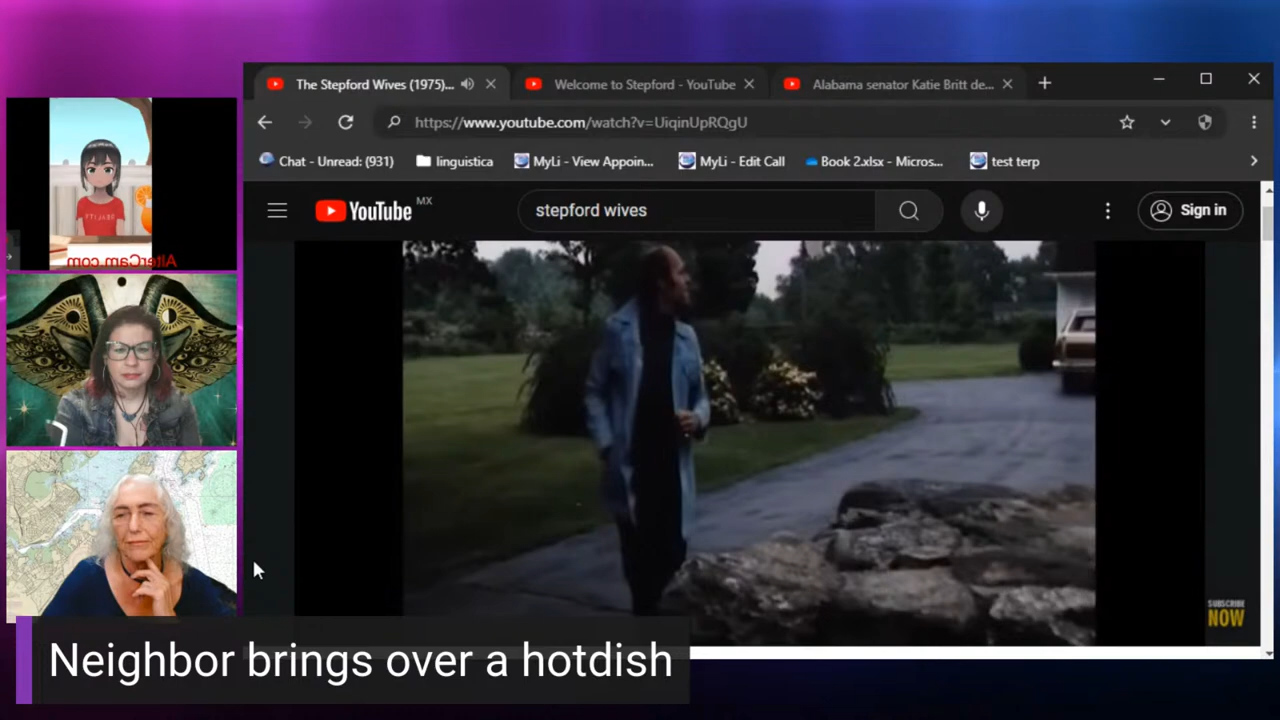 The Stepford Wives (1975)...
Welcome to Stepford - YouTube
Alabama senator Katie Britt de...
https://www.youtube.com/watch?v=UiqinUpRQgU
Chat - Unread: (931)
linguistica
MyLi - View Appoin...
MyLi - Edit Call
Book 2.xlsx - Micros...
test terp
YouTube MX
stepford wives
Sign in
AlterCam.com
SUBSCRIBE
NOW
Neighbor brings over a hotdish